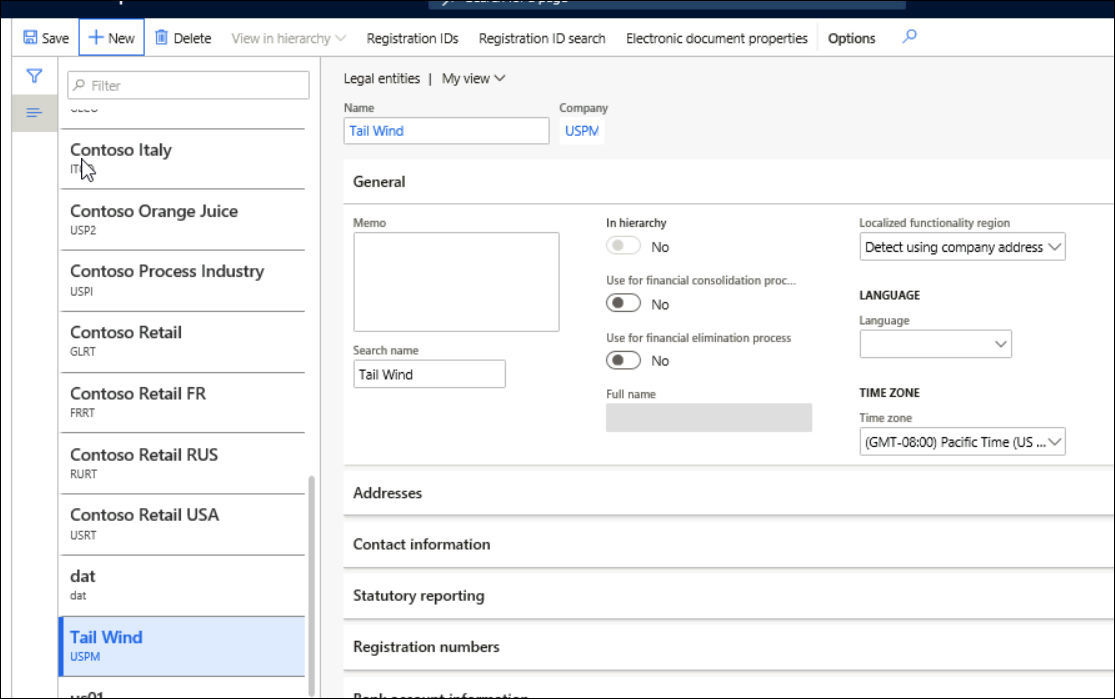 Save
New
Delete
View in hierarchy
Registration IDs
Registration ID search
Electronic document properties
Options
Filter
Contoso Italy
Contoso Orange Juice
USP2
Contoso Process Industry
USPI
Contoso Retail
GLRT
Contoso Retail FR
FRRT
Contoso Retail RUS
RURT
Contoso Retail USA
USRT
dat
dat
Tail Wind
USPM
us01
Legal entities | My view
Name
Tail Wind
Company
USPM
General
Memo
Search name
Tail Wind
In hierarchy
No
Use for financial consolidation proc...
No
Use for financial elimination process
No
Full name
Localized functionality region
Detect using company address
LANGUAGE
Language
TIME ZONE
Time zone
(GMT-08:00) Pacific Time (US ...
Addresses
Contact information
Statutory reporting
Registration numbers
Bank account information